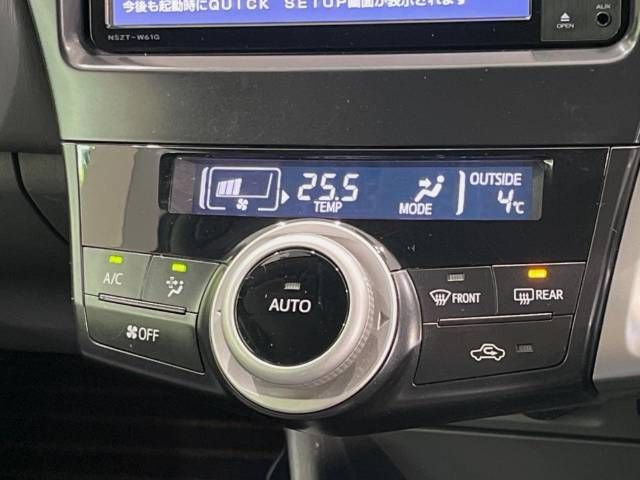 今後も起動時にQUICK SETUP画面が表示されます
NSZT-W61G
OPEN
AUX
25.5
TEMP
MODE
OUTSIDE
4℃
A/C
AUTO
FRONT
REAR
OFF